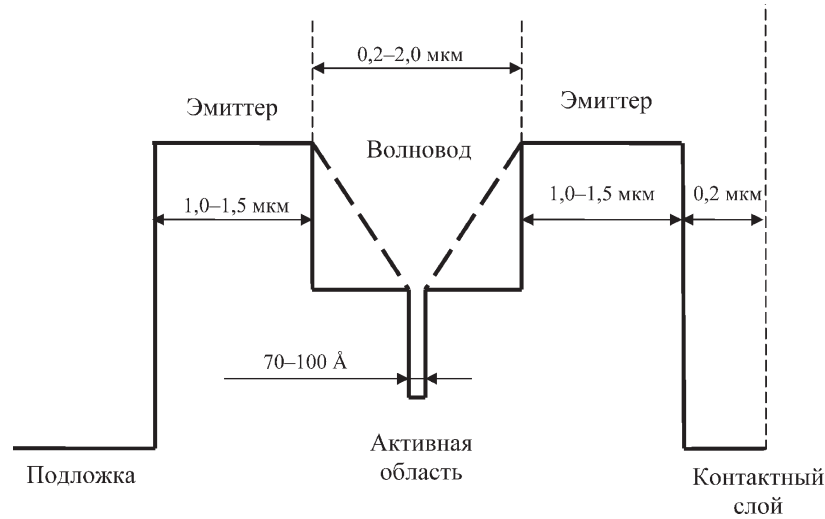 0,2–2,0 мкм
Эмиттер
Эмиттер
Волновод
1,0–1,5 мкм
1,0–1,5 мкм
0,2 мкм
70–100 Å
Активная
область
Подложка
Контактный
слой